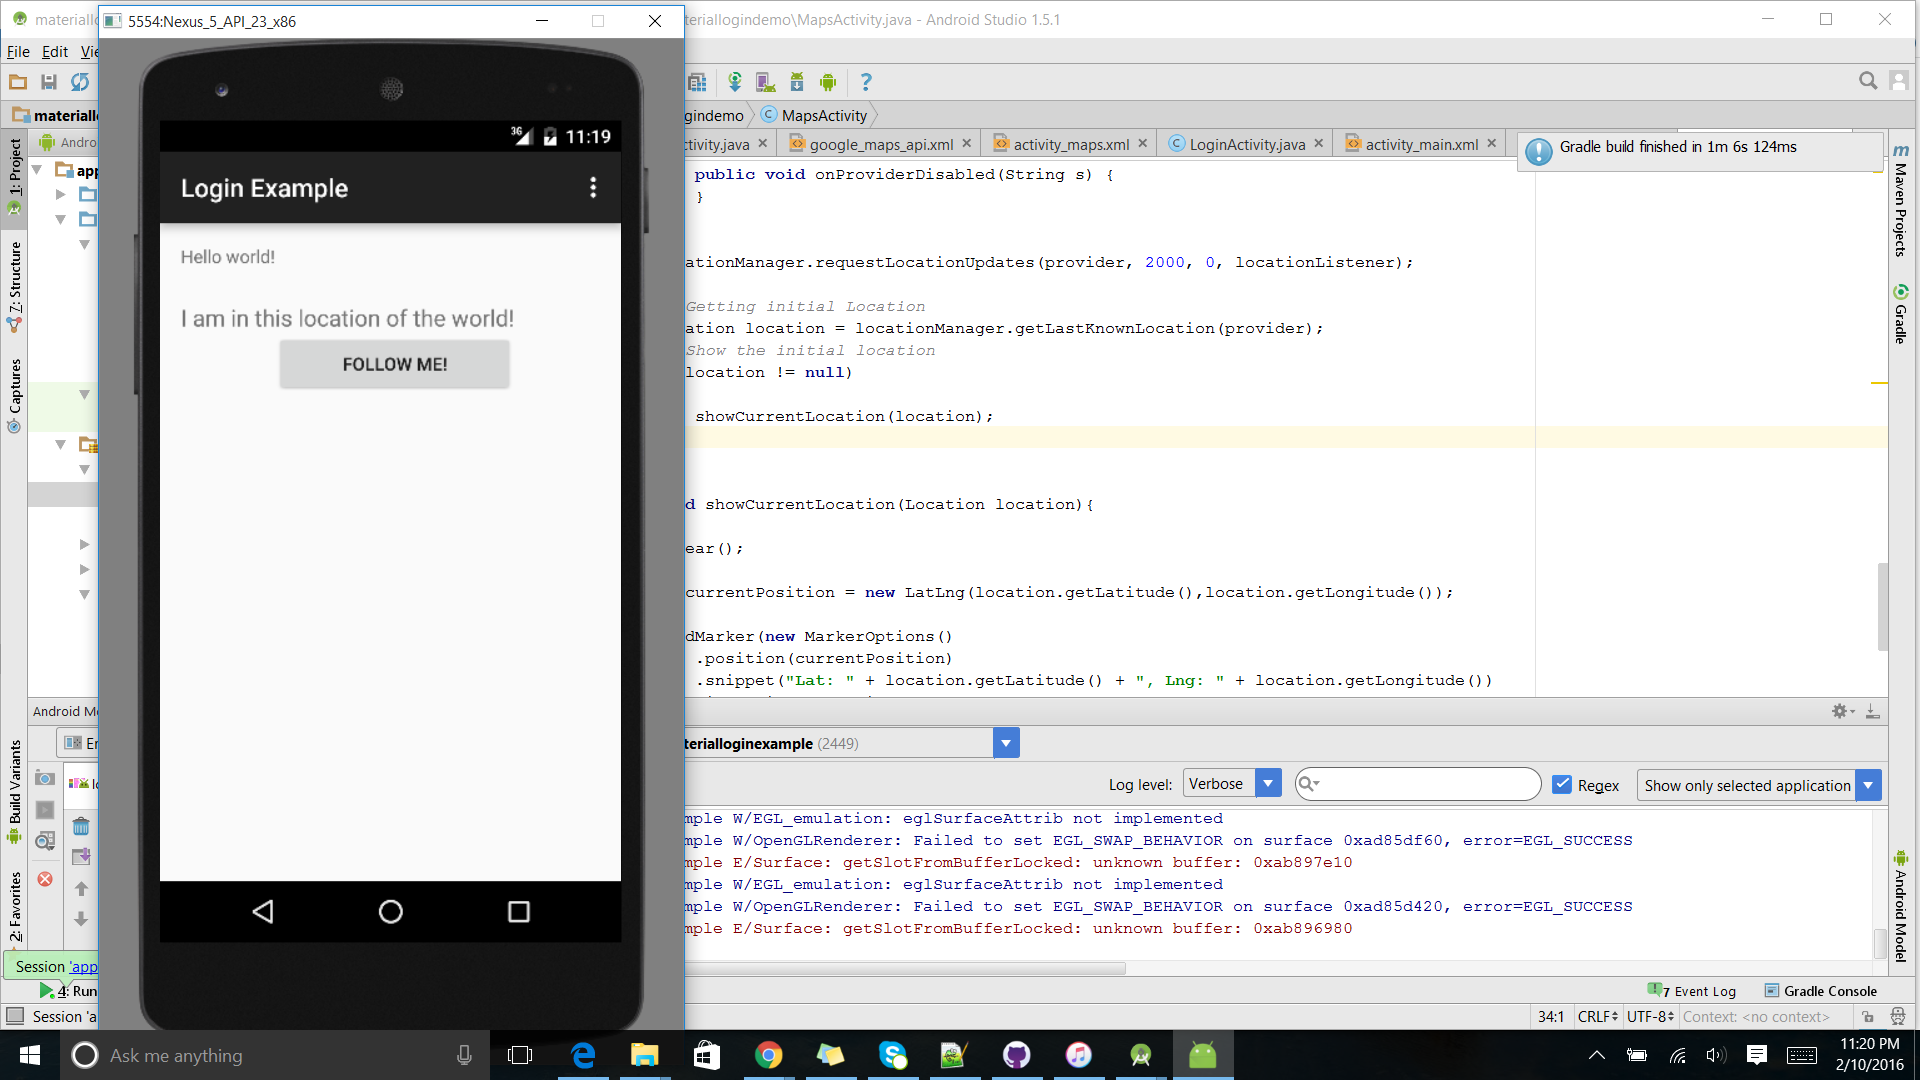 5554:Nexus_5_API_23_x86
teriallogindemo\MapsActivity.java - Android Studio 1.5.1
File Edit
materiallo
gindemo
MapsActivity
Andro
ctivity.java
google_maps_api.xml
activity_maps.xml
LoginActivity.java
activity_main.xml
Gradle build finished in 1m 6s 124ms
1: Project
7: Structure
Captures
Build Variants
2: Favorites
app
3G 11:19
Login Example
Hello world!
I am in this location of the world!
FOLLOW ME!
public void onProviderDisabled(String s) {
}
ationManager.requestLocationUpdates(provider, 2000, 0, locationListener);
Getting initial Location
ation location = locationManager.getLastKnownLocation(provider);
Show the initial location
location != null)
showCurrentLocation(location);
d showCurrentLocation(Location location){
ear();
currentPosition = new LatLng(location.getLatitude(),location.getLongitude());
dMarker(new MarkerOptions()
.position(currentPosition)
.snippet("Lat: " + location.getLatitude() + ", Lng: " + location.getLongitude())
m
Maven Projects
Gradle
Android Model
Android Mo
terialloginexample (2449)
Log level: Verbose
Regex
Show only selected application
mple W/EGL_emulation: eglSurfaceAttrib not implemented
mple W/OpenGLRenderer: Failed to set EGL_SWAP_BEHAVIOR on surface 0xad85df60, error=EGL_SUCCESS
mple E/Surface: getSlotFromBufferLocked: unknown buffer: 0xab897e10
mple W/EGL_emulation: eglSurfaceAttrib not implemented
mple W/OpenGLRenderer: Failed to set EGL_SWAP_BEHAVIOR on surface 0xad85d420, error=EGL_SUCCESS
mple E/Surface: getSlotFromBufferLocked: unknown buffer: 0xab896980
Session 'app
4: Run
7 Event Log
Gradle Console
Session 'a
34:1 CRLF UTF-8 Context: <no context>
Ask me anything
11:20 PM
2/10/2016